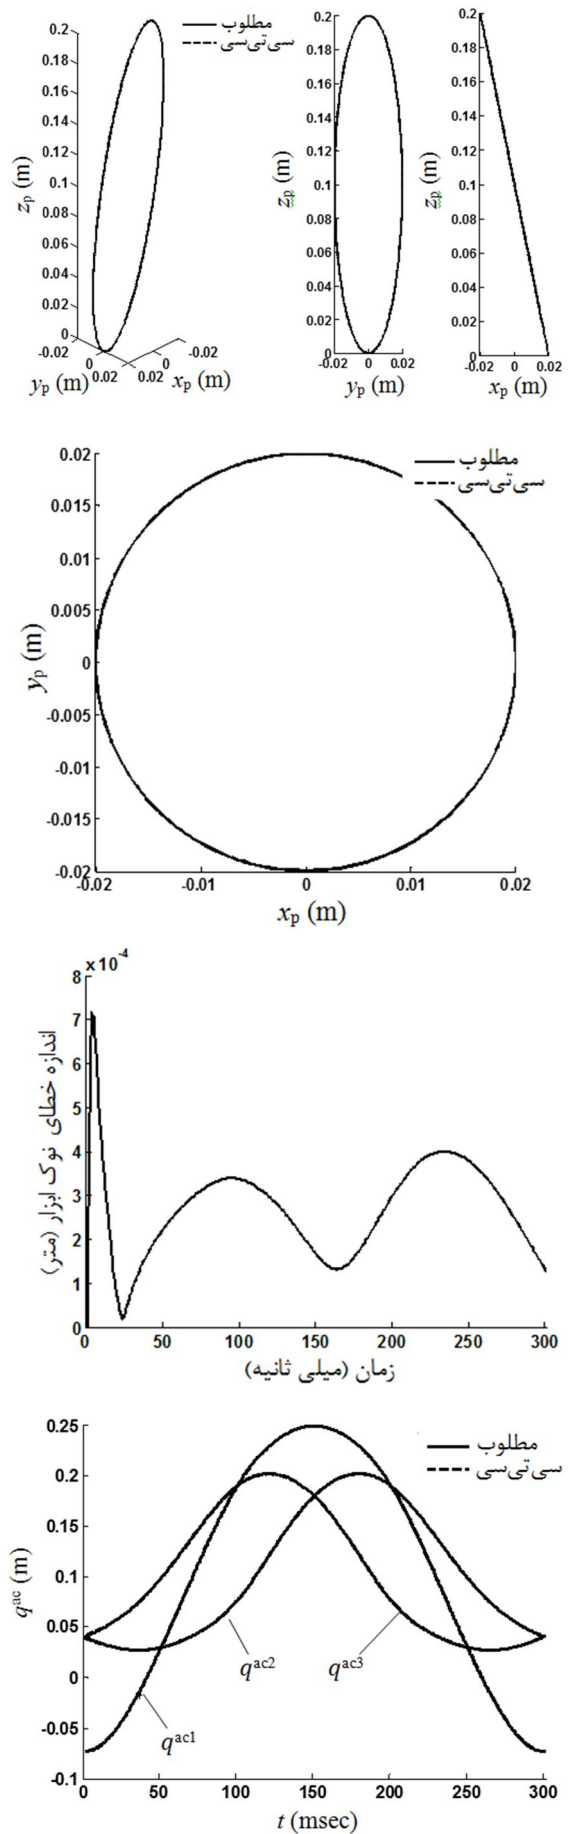 مطلوب
سی‌تی‌سی
0.2
0.18
0.16
0.14
0.12
0.1
0.08
0.06
0.04
0.02
0
z_p (m)
-0.02
0
0.02
y_p (m)
-0.02
0
0.02
x_p (m)
0.2
0.18
0.16
0.14
0.12
0.1
0.08
0.06
0.04
0.02
0
z_p (m)
-0.02 0 0.02
y_p (m)
0.2
0.18
0.16
0.14
0.12
0.1
0.08
0.06
0.04
0.02
0
z_p (m)
-0.02 0 0.02
x_p (m)
مطلوب
سی‌تی‌سی
0.02
0.015
0.01
0.005
0
-0.005
-0.01
-0.015
-0.02
y_p (m)
-0.02 -0.01 0 0.01 0.02
x_p (m)
×10^-4
8
7
6
5
4
3
2
1
0
اندازه خطای نوک ابزار (متر)
0 50 100 150 200 250 300
زمان (میلی ثانیه)
مطلوب
سی‌تی‌سی
0.25
0.2
0.15
0.1
0.05
0
-0.05
-0.1
q^ac (m)
q^ac2
q^ac3
q^ac1
0 50 100 150 200 250 300
t (msec)